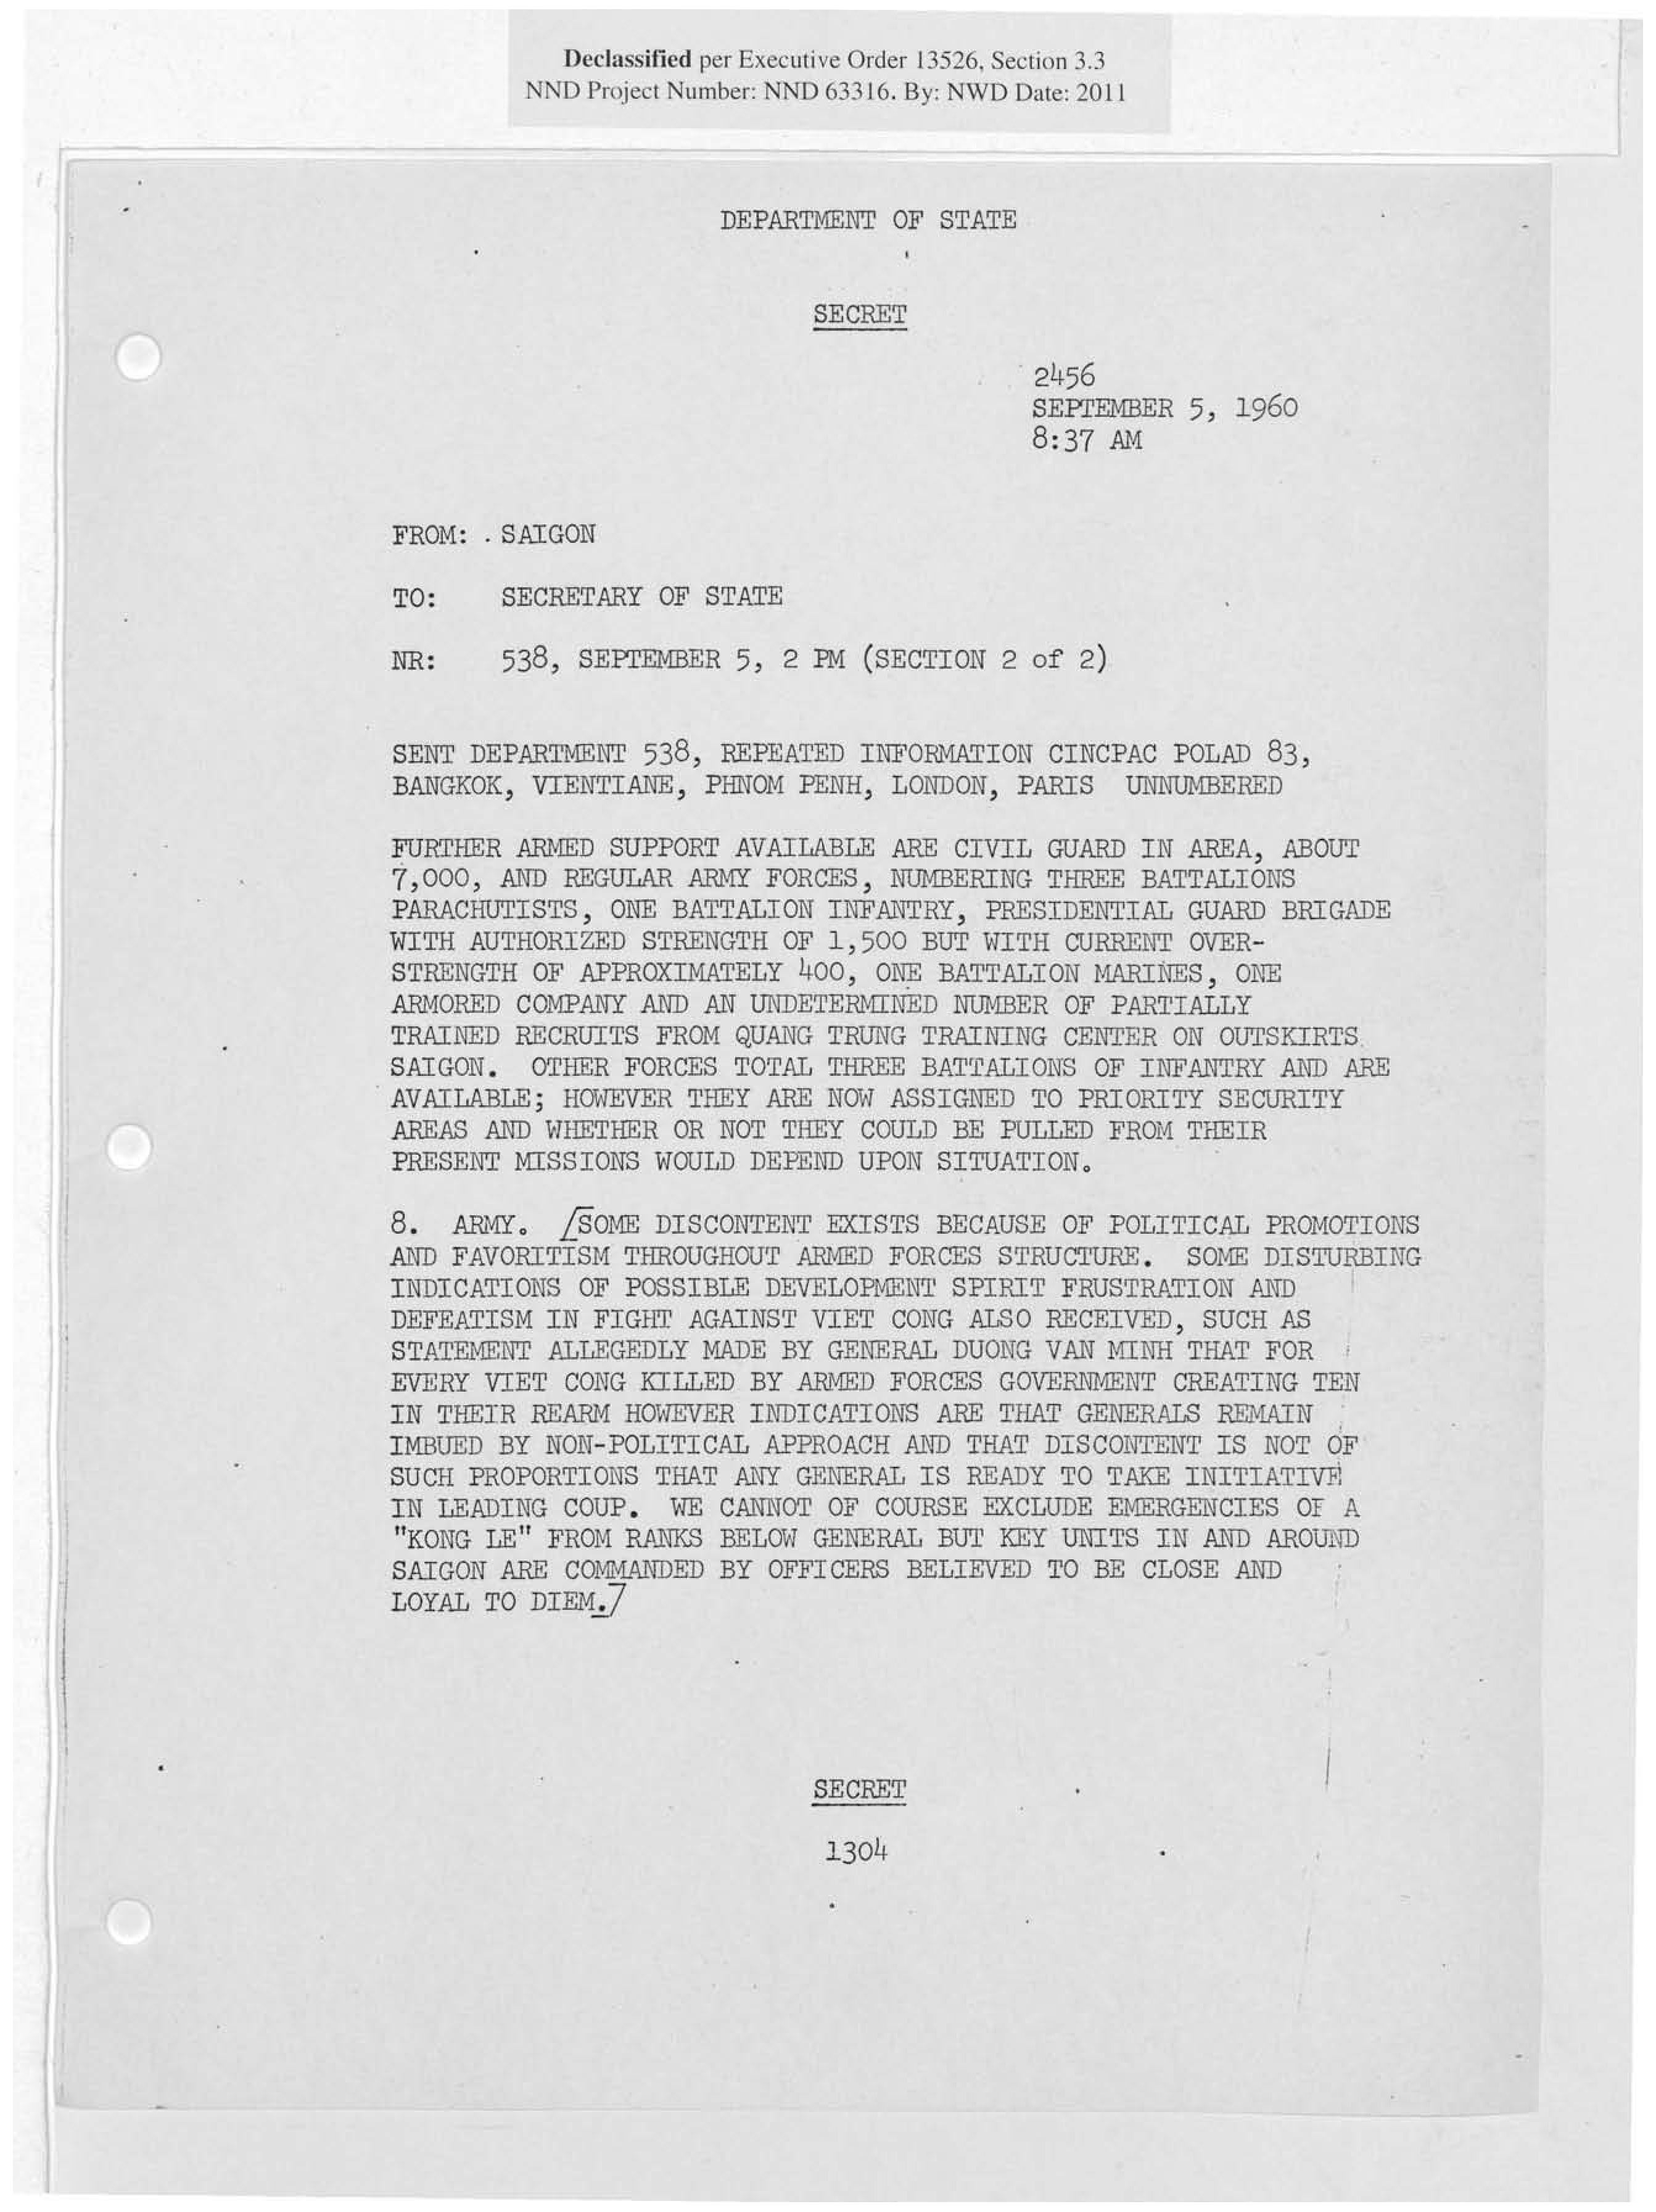 Declassified per Executive Order 13526, Section 3.3
NND Project Number: NND 63316. By: NWD Date: 2011
DEPARTMENT OF STATE
SECRET
2456
SEPTEMBER 5, 1960
8:37 AM
FROM: . SAIGON
TO: SECRETARY OF STATE
NR: 538, SEPTEMBER 5, 2 PM (SECTION 2 of 2)
SENT DEPARTMENT 538, REPEATED INFORMATION CINCPAC POLAD 83,
BANGKOK, VIENTIANE, PHNOM PENH, LONDON, PARIS UNNUMBERED
FURTHER ARMED SUPPORT AVAILABLE ARE CIVIL GUARD IN AREA, ABOUT
7,000, AND REGULAR ARMY FORCES, NUMBERING THREE BATTALIONS
PARACHUTISTS, ONE BATTALION INFANTRY, PRESIDENTIAL GUARD BRIGADE
WITH AUTHORIZED STRENGTH OF 1,500 BUT WITH CURRENT OVER-
STRENGTH OF APPROXIMATELY 400, ONE BATTALION MARINES, ONE
ARMORED COMPANY AND AN UNDETERMINED NUMBER OF PARTIALLY
TRAINED RECRUITS FROM QUANG TRUNG TRAINING CENTER ON OUTSKIRTS
SAIGON. OTHER FORCES TOTAL THREE BATTALIONS OF INFANTRY AND ARE
AVAILABLE; HOWEVER THEY ARE NOW ASSIGNED TO PRIORITY SECURITY
AREAS AND WHETHER OR NOT THEY COULD BE PULLED FROM THEIR
PRESENT MISSIONS WOULD DEPEND UPON SITUATION.
8. ARMY. [SOME DISCONTENT EXISTS BECAUSE OF POLITICAL PROMOTIONS
AND FAVORITISM THROUGHOUT ARMED FORCES STRUCTURE. SOME DISTURBING
INDICATIONS OF POSSIBLE DEVELOPMENT SPIRIT FRUSTRATION AND
DEFEATISM IN FIGHT AGAINST VIET CONG ALSO RECEIVED, SUCH AS
STATEMENT ALLEGEDLY MADE BY GENERAL DUONG VAN MINH THAT FOR
EVERY VIET CONG KILLED BY ARMED FORCES GOVERNMENT CREATING TEN
IN THEIR REARM HOWEVER INDICATIONS ARE THAT GENERALS REMAIN
IMBUED BY NON-POLITICAL APPROACH AND THAT DISCONTENT IS NOT OF
SUCH PROPORTIONS THAT ANY GENERAL IS READY TO TAKE INITIATIVE
IN LEADING COUP. WE CANNOT OF COURSE EXCLUDE EMERGENCIES OF A
"KONG LE" FROM RANKS BELOW GENERAL BUT KEY UNITS IN AND AROUND
SAIGON ARE COMMANDED BY OFFICERS BELIEVED TO BE CLOSE AND
LOYAL TO DIEM.]
SECRET
1304